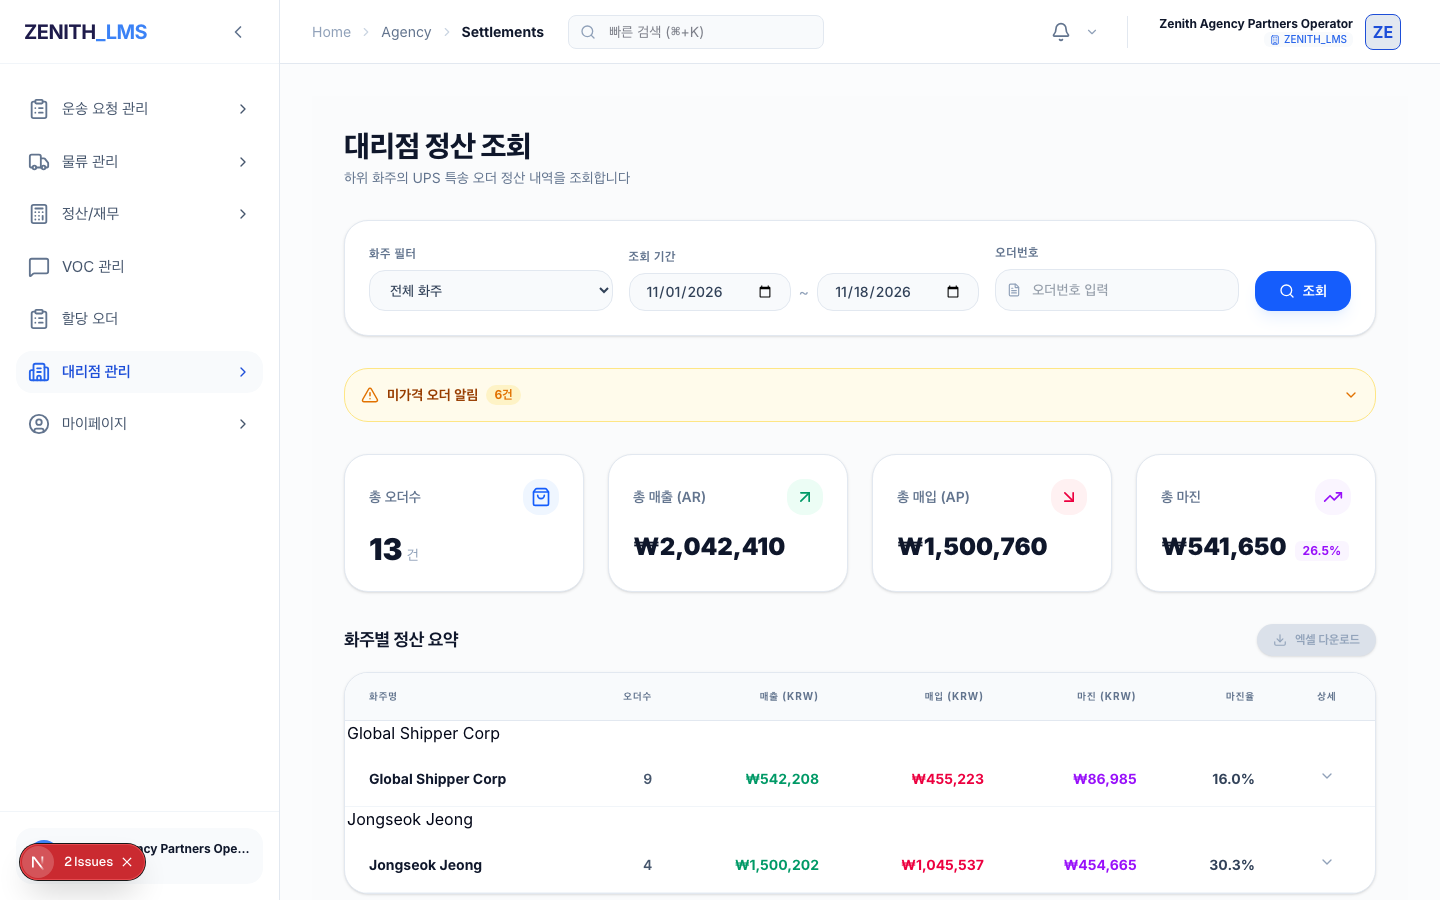 ZENITH_LMS
Home
Agency
Settlements
빠른 검색 (⌘+K)
Zenith Agency Partners Operator
ZENITH_LMS
ZE
운송 요청 관리
물류 관리
정산/재무
VOC 관리
할당 오더
대리점 관리
마이페이지
대리점 정산 조회
하위 화주의 UPS 특송 오더 정산 내역을 조회합니다
화주 필터
조회 기간
오더번호
전체 화주
11/01/2026
~
11/18/2026
오더번호 입력
조회
미가격 오더 알림 6건
총 오더수
13 건
총 매출 (AR)
₩2,042,410
총 매입 (AP)
₩1,500,760
총 마진
₩541,650 26.5%
화주별 정산 요약
엑셀 다운로드
화주명 오더수 매출 (KRW) 매입 (KRW) 마진 (KRW) 마진율 상세
Global Shipper Corp
Global Shipper Corp 9 ₩542,208 ₩455,223 ₩86,985 16.0%
Jongseok Jeong
Jongseok Jeong 4 ₩1,500,202 ₩1,045,537 ₩454,665 30.3%
ncy Partners Ope...
N 2 Issues